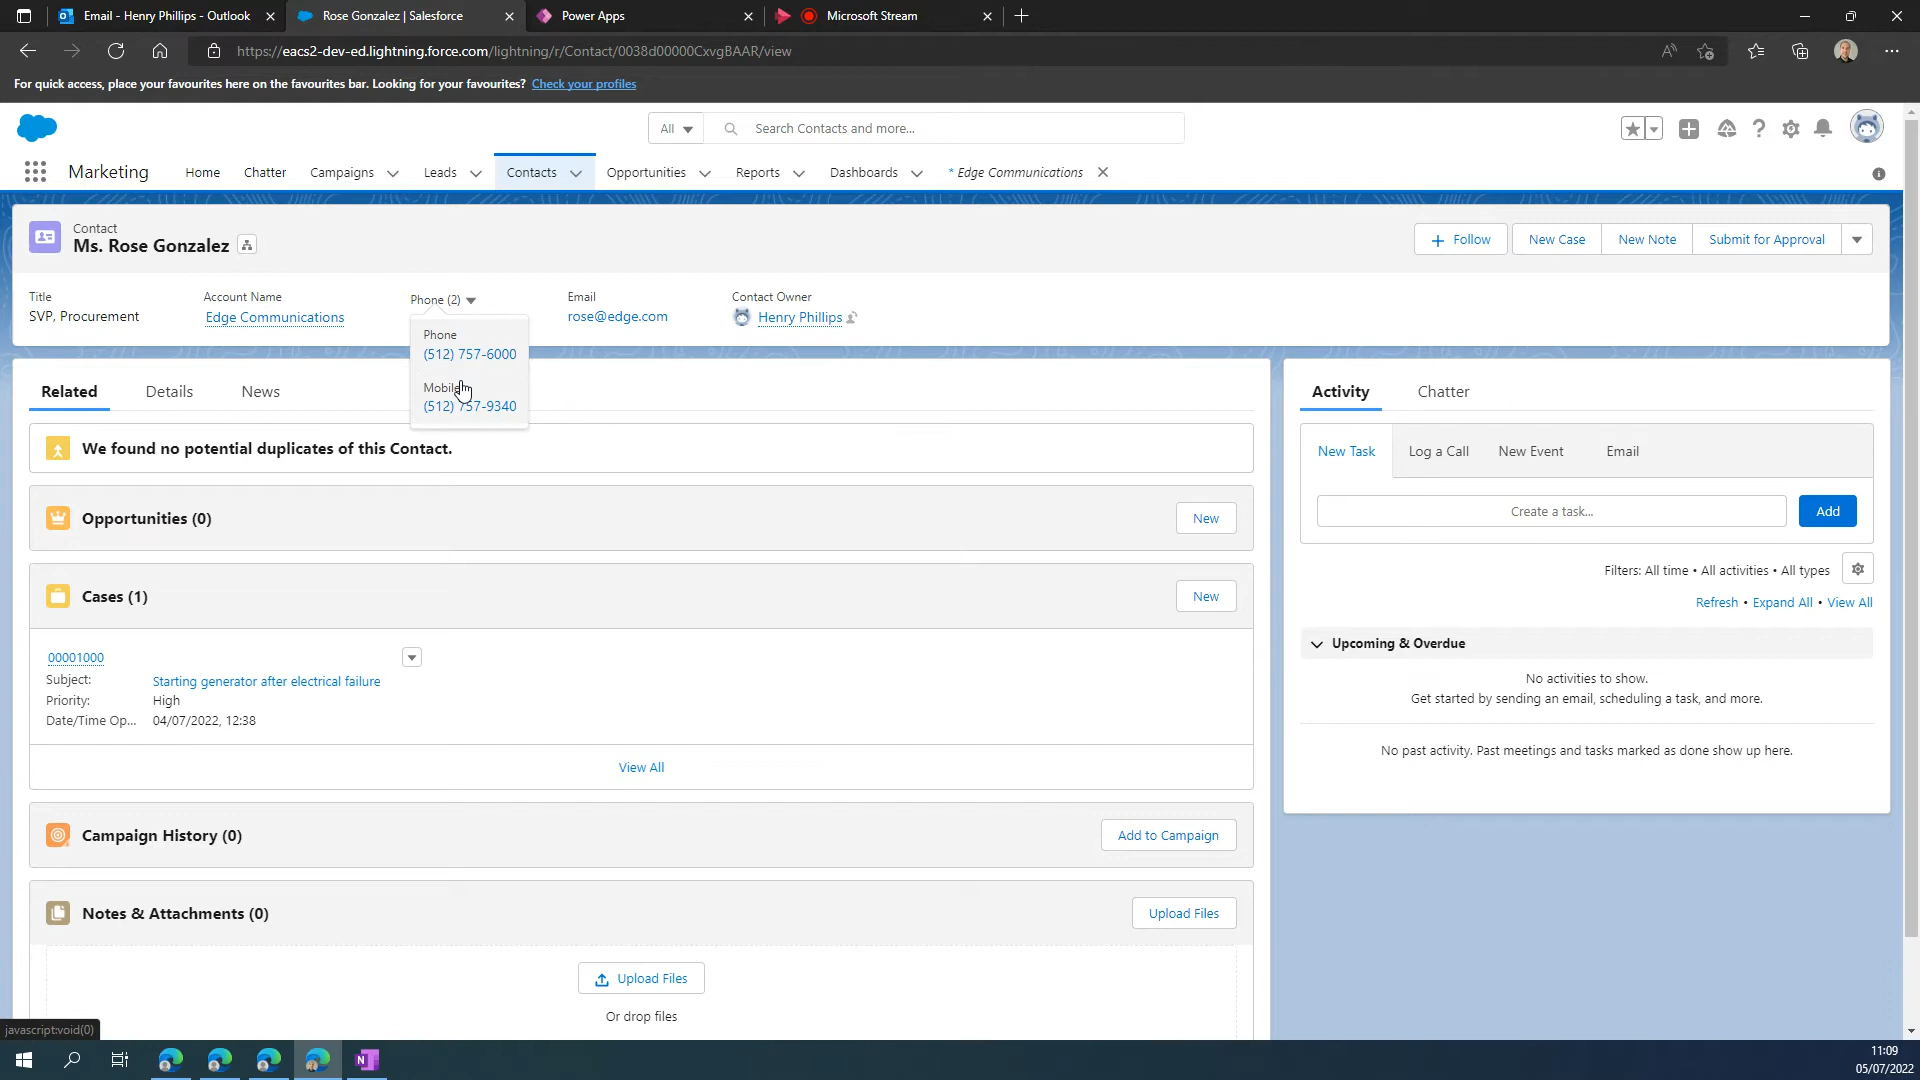 Email - Henry Phillips - Outlook
Rose Gonzalez | Salesforce
Power Apps
Microsoft Stream
https://eacs2-dev-ed.lightning.force.com/lightning/r/Contact/0038d00000CxvgBAAR/view
For quick access, place your favourites here on the favourites bar. Looking for your favourites? Check your profiles
All
Search Contacts and more...
Marketing
Home
Chatter
Campaigns
Leads
Contacts
Opportunities
Reports
Dashboards
* Edge Communications
Contact
Ms. Rose Gonzalez
Follow
New Case
New Note
Submit for Approval
Title
SVP, Procurement
Account Name
Edge Communications
Phone (2)
Phone
(512) 757-6000
Mobile
(512) 757-9340
Email
rose@edge.com
Contact Owner
Henry Phillips
Related
Details
News
We found no potential duplicates of this Contact.
Opportunities (0)
New
Cases (1)
New
00001000
Subject: Starting generator after electrical failure
Priority: High
Date/Time Op... 04/07/2022, 12:38
View All
Campaign History (0)
Add to Campaign
Notes & Attachments (0)
Upload Files
Upload Files
Or drop files
Activity
Chatter
New Task
Log a Call
New Event
Email
Create a task...
Add
Filters: All time • All activities • All types
Refresh • Expand All • View All
Upcoming & Overdue
No activities to show.
Get started by sending an email, scheduling a task, and more.
No past activity. Past meetings and tasks marked as done show up here.
javascript:void(0)
11:09
05/07/2022